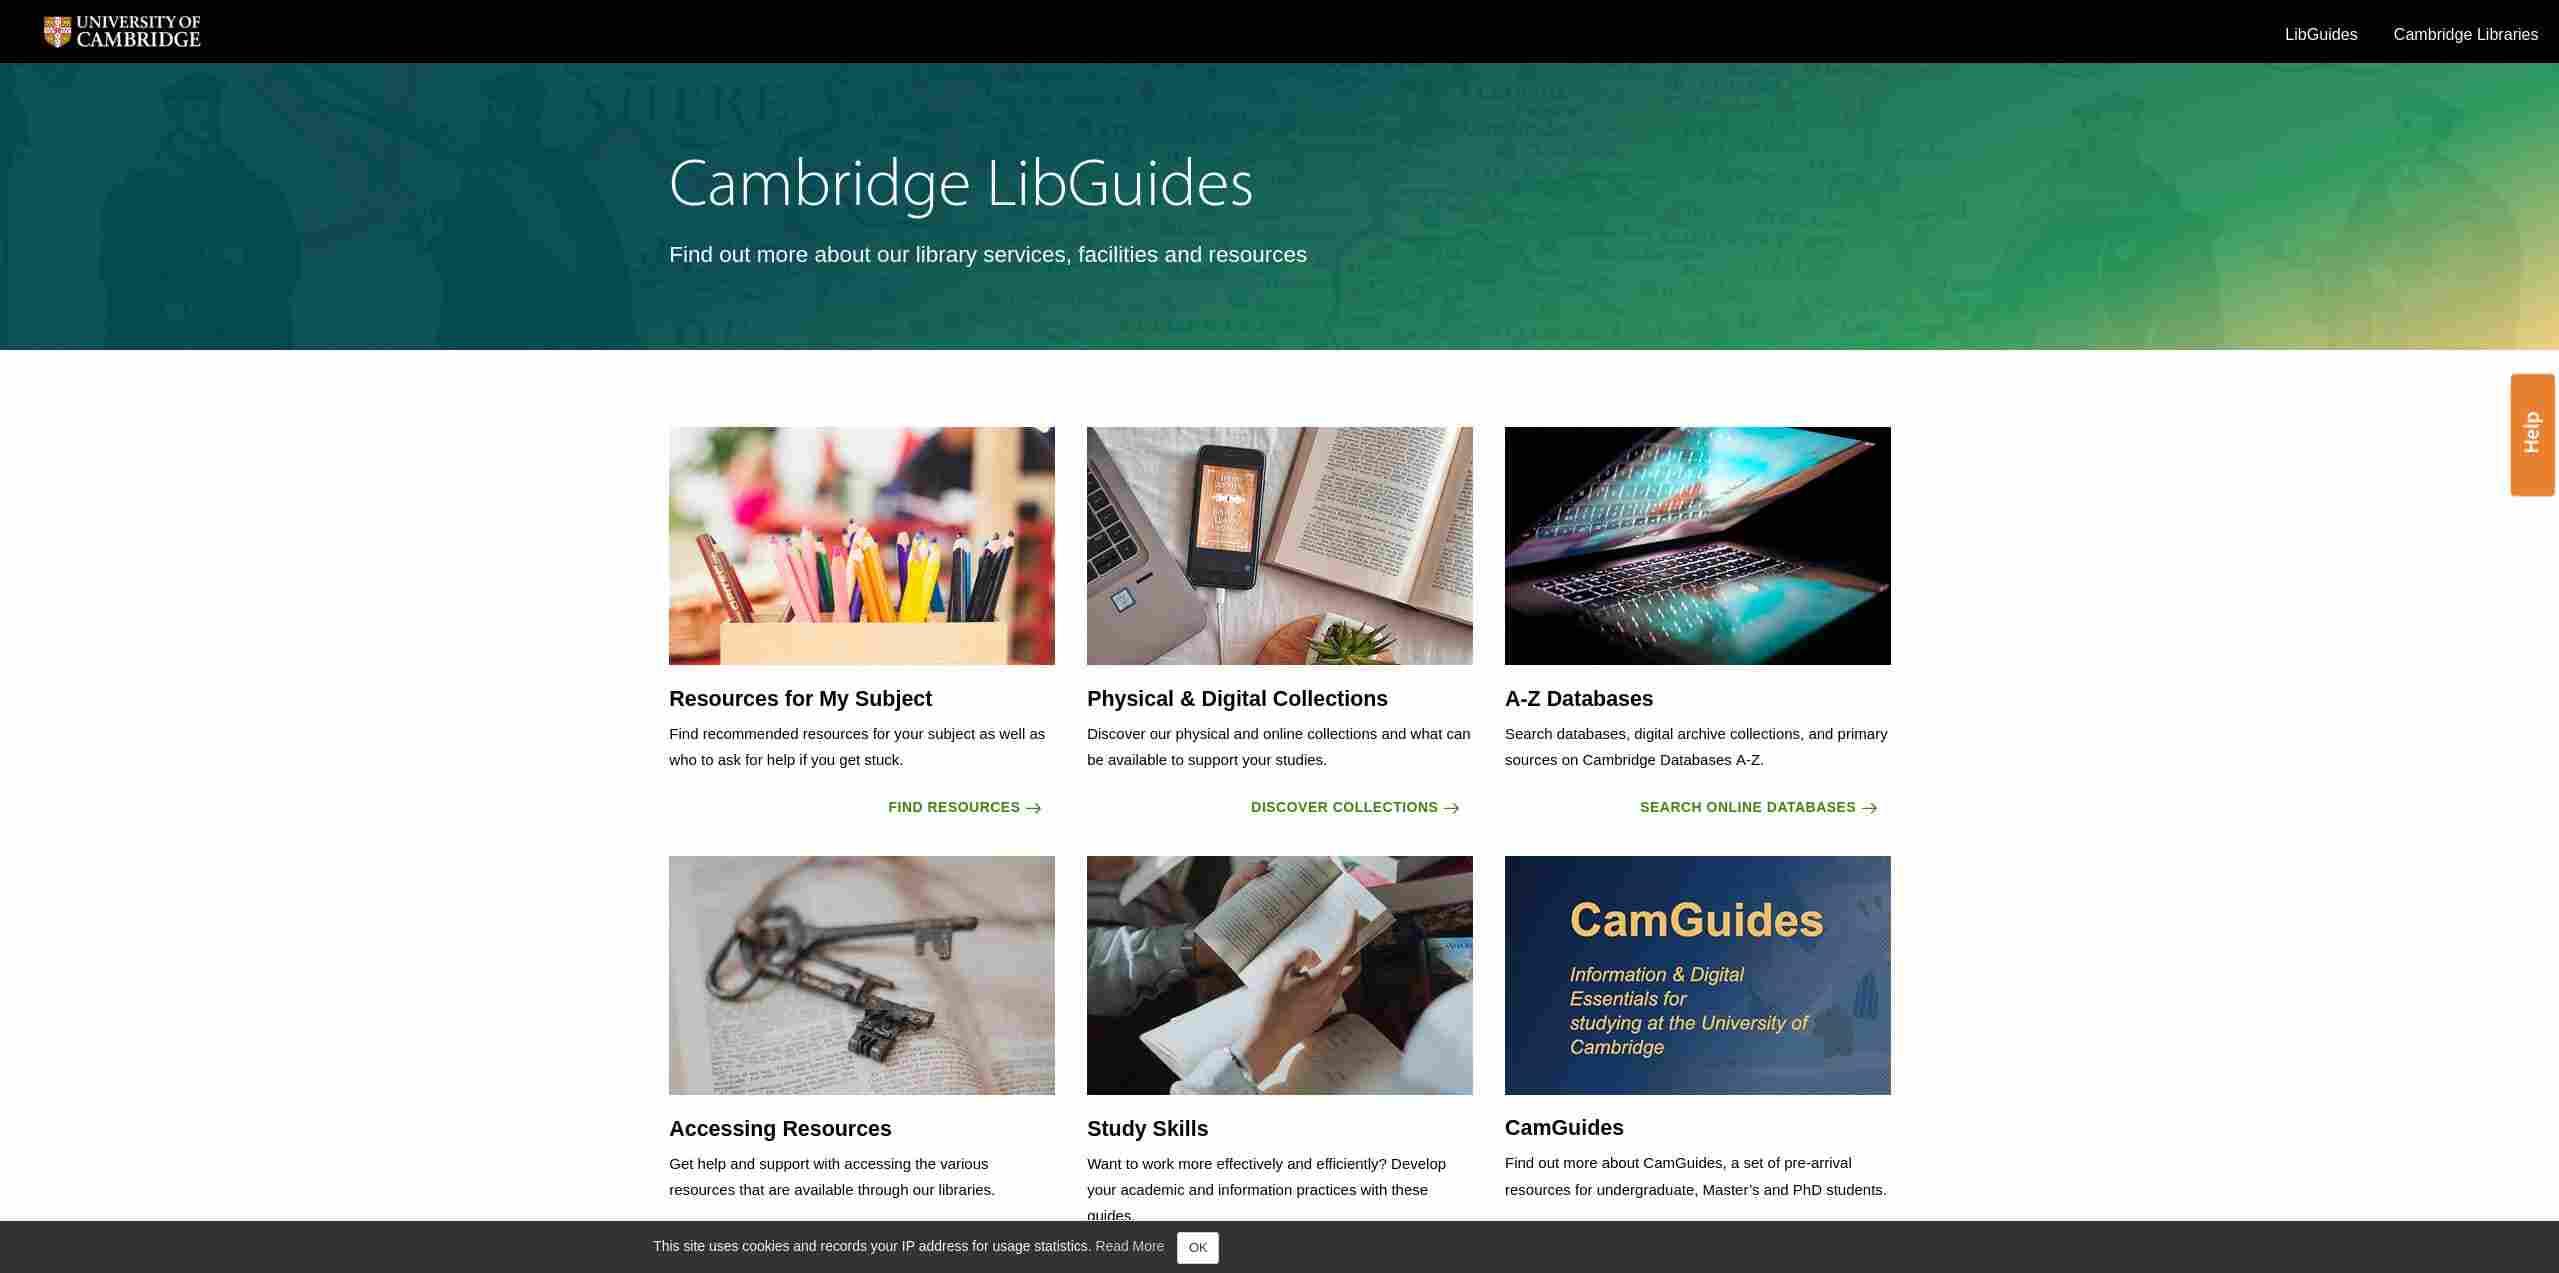 UNIVERSITY OF
CAMBRIDGE
LibGuides
Cambridge Libraries
Cambridge LibGuides
Find out more about our library services, facilities and resources
Help
Resources for My Subject
Find recommended resources for your subject as well as
who to ask for help if you get stuck.
FIND RESOURCES →
Physical & Digital Collections
Discover our physical and online collections and what can
be available to support your studies.
DISCOVER COLLECTIONS →
A-Z Databases
Search databases, digital archive collections, and primary
sources on Cambridge Databases A-Z.
SEARCH ONLINE DATABASES →
Accessing Resources
Get help and support with accessing the various
resources that are available through our libraries.
Study Skills
Want to work more effectively and efficiently? Develop
your academic and information practices with these
guides.
CamGuides
Information & Digital
Essentials for
studying at the University of
Cambridge
CamGuides
Find out more about CamGuides, a set of pre-arrival
resources for undergraduate, Master’s and PhD students.
This site uses cookies and records your IP address for usage statistics. Read More
OK